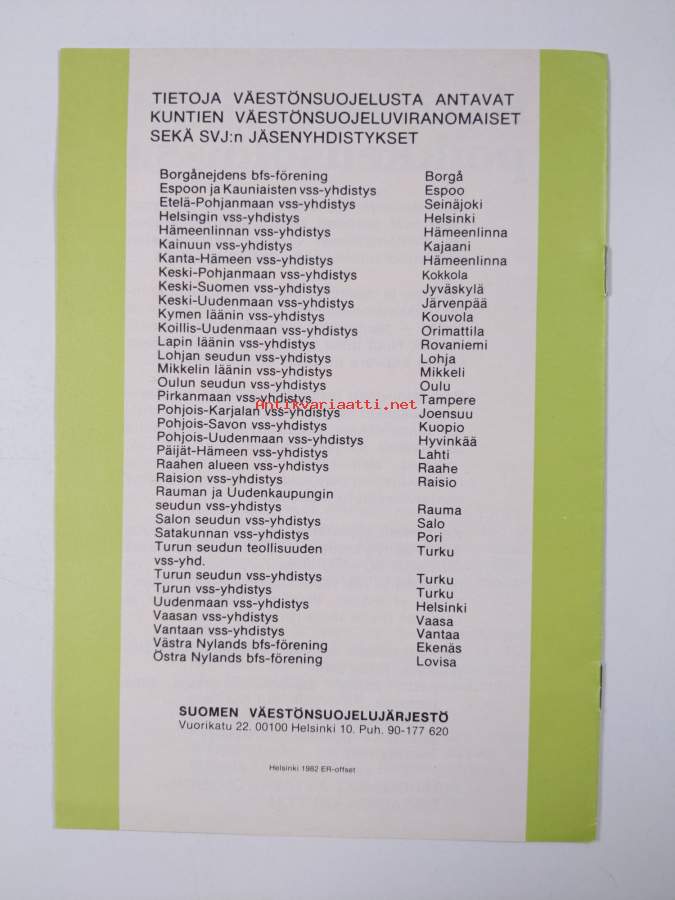 TIETOJA VÄESTÖNSUOJELUSTA ANTAVAT
KUNTIEN VÄESTÖNSUOJELUVIRANOMAISET
SEKÄ SVJ:n JÄSENYHDISTYKSET
Borgånejdens bfs-förening Borgå
Espoon ja Kauniaisten vss-yhdistys Espoo
Etelä-Pohjanmaan vss-yhdistys Seinäjoki
Helsingin vss-yhdistys Helsinki
Hämeenlinnan vss-yhdistys Hämeenlinna
Kainuun vss-yhdistys Kajaani
Kanta-Hämeen vss-yhdistys Hämeenlinna
Keski-Pohjanmaan vss-yhdistys Kokkola
Keski-Suomen vss-yhdistys Jyväskylä
Keski-Uudenmaan vss-yhdistys Järvenpää
Kymen läänin vss-yhdistys Kouvola
Koillis-Uudenmaan vss-yhdistys Orimattila
Lapin läänin vss-yhdistys Rovaniemi
Lohjan seudun vss-yhdistys Lohja
Mikkelin läänin vss-yhdistys Mikkeli
Oulun seudun vss-yhdistys Oulu
Pirkanmaan vss-yhdistys Tampere
Antikvariaatti.net
Pohjois-Karjalan vss-yhdistys Joensuu
Pohjois-Savon vss-yhdistys Kuopio
Pohjois-Uudenmaan vss-yhdistys Hyvinkää
Päijät-Hämeen vss-yhdistys Lahti
Raahen alueen vss-yhdistys Raahe
Raision vss-yhdistys Raisio
Rauman ja Uudenkaupungin
seudun vss-yhdistys Rauma
Salon seudun vss-yhdistys Salo
Satakunnan vss-yhdistys Pori
Turun seudun teollisuuden Turku
vss-yhd.
Turun seudun vss-yhdistys Turku
Turun vss-yhdistys Turku
Uudenmaan vss-yhdistys Helsinki
Vaasan vss-yhdistys Vaasa
Vantaan vss-yhdistys Vantaa
Västra Nylands bfs-förening Ekenäs
Östra Nylands bfs-förening Lovisa
SUOMEN VÄESTÖNSUOJELUJÄRJESTÖ
Vuorikatu 22. 00100 Helsinki 10. Puh. 90-177 620
Helsinki 1982 ER-offset